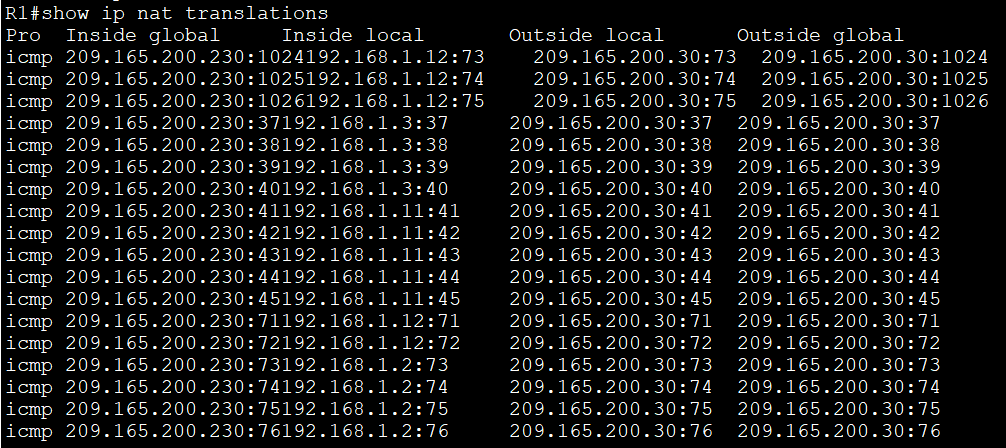 R1#show ip nat translations
Pro  Inside global     Inside local       Outside local      Outside global
icmp 209.165.200.230:1024192.168.1.12:73    209.165.200.30:73  209.165.200.30:1024
icmp 209.165.200.230:1025192.168.1.12:74    209.165.200.30:74  209.165.200.30:1025
icmp 209.165.200.230:1026192.168.1.12:75    209.165.200.30:75  209.165.200.30:1026
icmp 209.165.200.230:37192.168.1.3:37     209.165.200.30:37  209.165.200.30:37
icmp 209.165.200.230:38192.168.1.3:38     209.165.200.30:38  209.165.200.30:38
icmp 209.165.200.230:39192.168.1.3:39     209.165.200.30:39  209.165.200.30:39
icmp 209.165.200.230:40192.168.1.3:40     209.165.200.30:40  209.165.200.30:40
icmp 209.165.200.230:41192.168.1.11:41    209.165.200.30:41  209.165.200.30:41
icmp 209.165.200.230:42192.168.1.11:42    209.165.200.30:42  209.165.200.30:42
icmp 209.165.200.230:43192.168.1.11:43    209.165.200.30:43  209.165.200.30:43
icmp 209.165.200.230:44192.168.1.11:44    209.165.200.30:44  209.165.200.30:44
icmp 209.165.200.230:45192.168.1.11:45    209.165.200.30:45  209.165.200.30:45
icmp 209.165.200.230:71192.168.1.12:71    209.165.200.30:71  209.165.200.30:71
icmp 209.165.200.230:72192.168.1.12:72    209.165.200.30:72  209.165.200.30:72
icmp 209.165.200.230:73192.168.1.2:73     209.165.200.30:73  209.165.200.30:73
icmp 209.165.200.230:74192.168.1.2:74     209.165.200.30:74  209.165.200.30:74
icmp 209.165.200.230:75192.168.1.2:75     209.165.200.30:75  209.165.200.30:75
icmp 209.165.200.230:76192.168.1.2:76     209.165.200.30:76  209.165.200.30:76